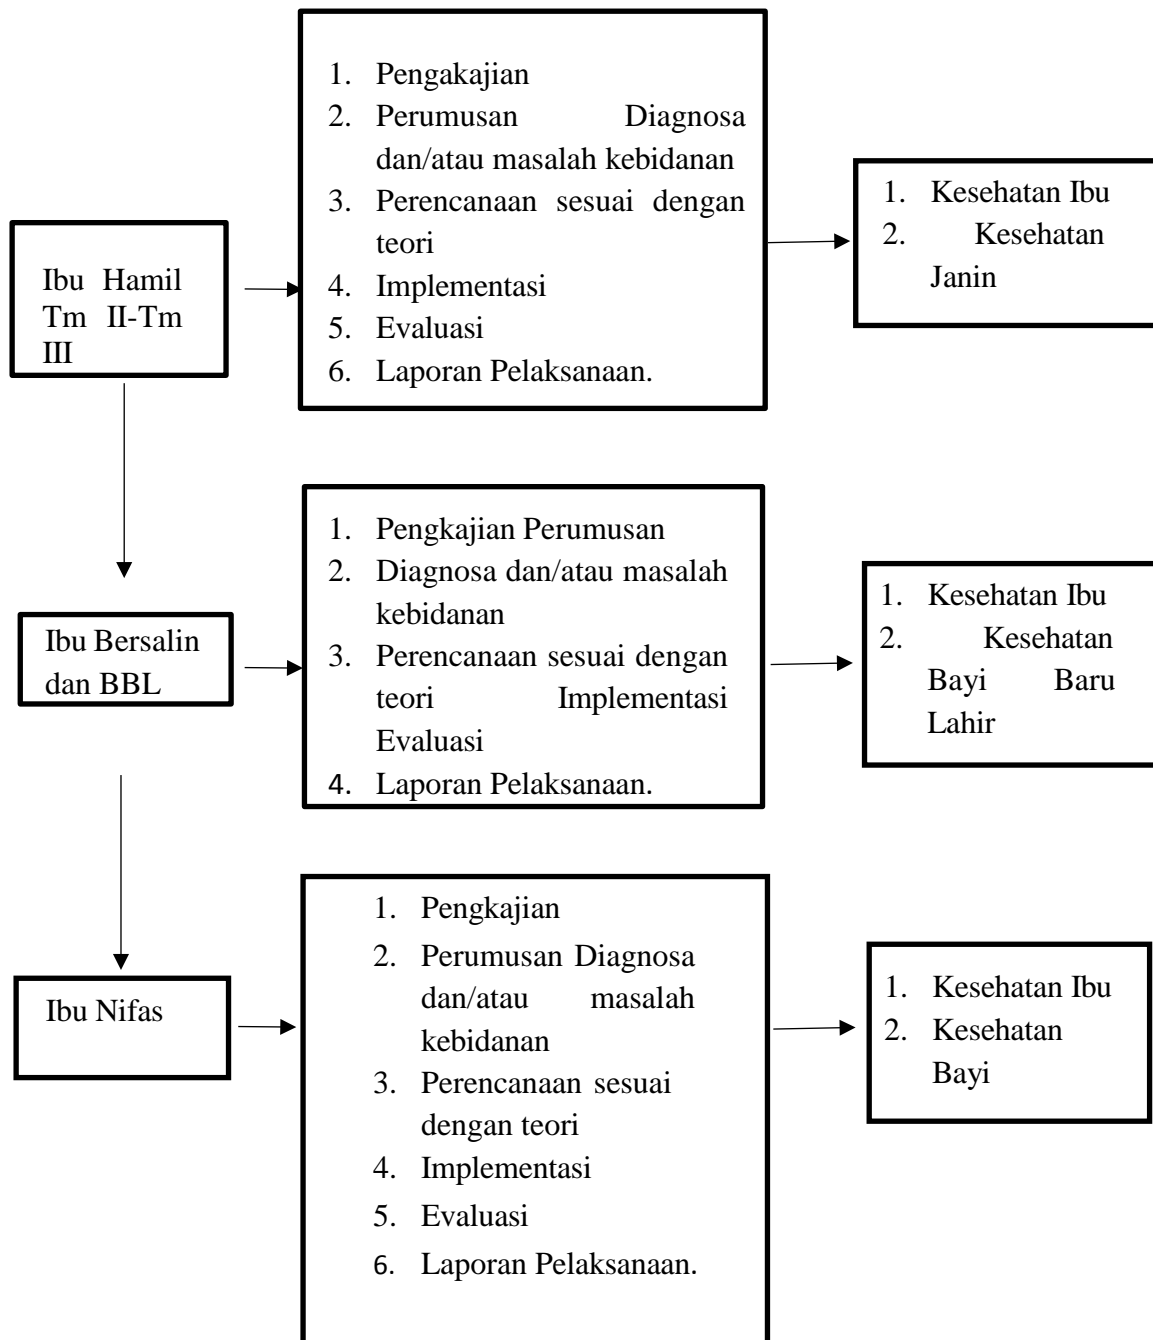 Ibu Hamil
Tm II-Tm
III
1. Pengakajian
2. Perumusan Diagnosa
dan/atau masalah kebidanan
3. Perencanaan sesuai dengan
teori
4. Implementasi
5. Evaluasi
6. Laporan Pelaksanaan.
1. Kesehatan Ibu
2. Kesehatan
Janin
Ibu Bersalin
dan BBL
1. Pengkajian Perumusan
2. Diagnosa dan/atau masalah
kebidanan
3. Perencanaan sesuai dengan
teori Implementasi
Evaluasi
4. Laporan Pelaksanaan.
1. Kesehatan Ibu
2. Kesehatan
Bayi Baru
Lahir
Ibu Nifas
1. Pengkajian
2. Perumusan Diagnosa
dan/atau masalah
kebidanan
3. Perencanaan sesuai
dengan teori
4. Implementasi
5. Evaluasi
6. Laporan Pelaksanaan.
1. Kesehatan Ibu
2. Kesehatan
Bayi